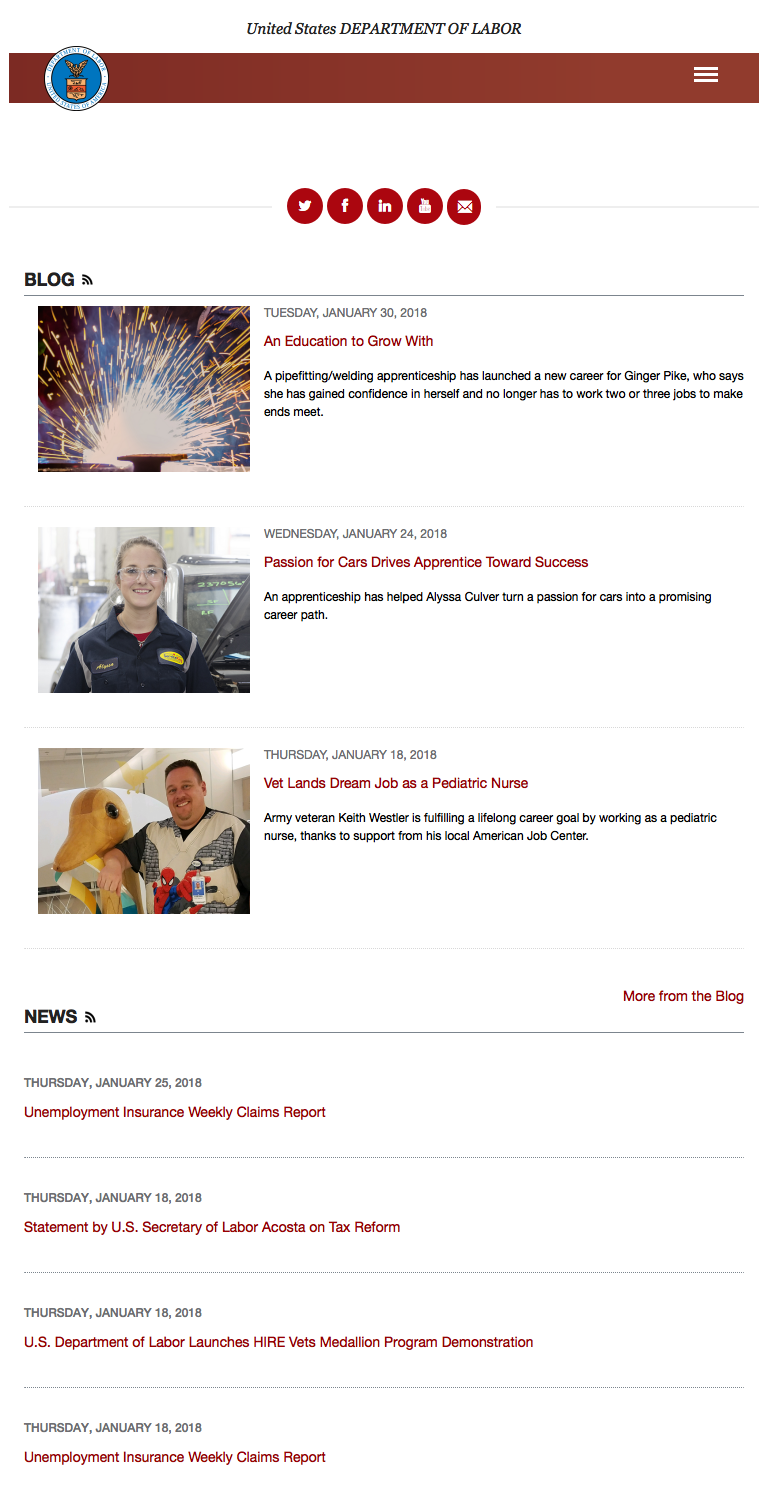 United States DEPARTMENT OF LABOR
DEPARTMENT OF LABOR
UNITED STATES OF AMERICA
BLOG
TUESDAY, JANUARY 30, 2018
An Education to Grow With
A pipefitting/welding apprenticeship has launched a new career for Ginger Pike, who says
she has gained confidence in herself and no longer has to work two or three jobs to make
ends meet.
WEDNESDAY, JANUARY 24, 2018
Passion for Cars Drives Apprentice Toward Success
An apprenticeship has helped Alyssa Culver turn a passion for cars into a promising
career path.
Alyssa
THURSDAY, JANUARY 18, 2018
Vet Lands Dream Job as a Pediatric Nurse
Army veteran Keith Westler is fulfilling a lifelong career goal by working as a pediatric
nurse, thanks to support from his local American Job Center.
More from the Blog
NEWS
THURSDAY, JANUARY 25, 2018
Unemployment Insurance Weekly Claims Report
THURSDAY, JANUARY 18, 2018
Statement by U.S. Secretary of Labor Acosta on Tax Reform
THURSDAY, JANUARY 18, 2018
U.S. Department of Labor Launches HIRE Vets Medallion Program Demonstration
THURSDAY, JANUARY 18, 2018
Unemployment Insurance Weekly Claims Report